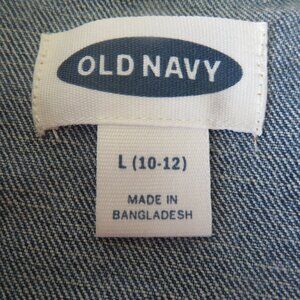 OLD NAVY
L (10-12)
MADE IN
BANGLADESH